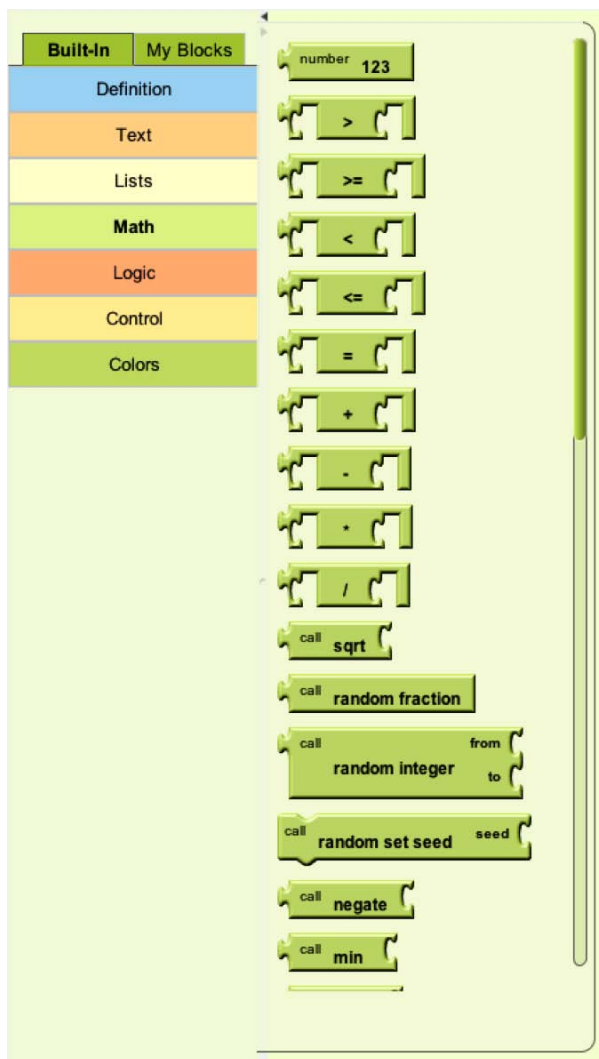 Built-In My Blocks
Definition
Text
Lists
Math
Logic
Control
Colors
number 123
>
>=
<
<=
=
+
-
*
/
call sqrt
call random fraction
call random integer from
to
call random set seed seed
call negate
call min